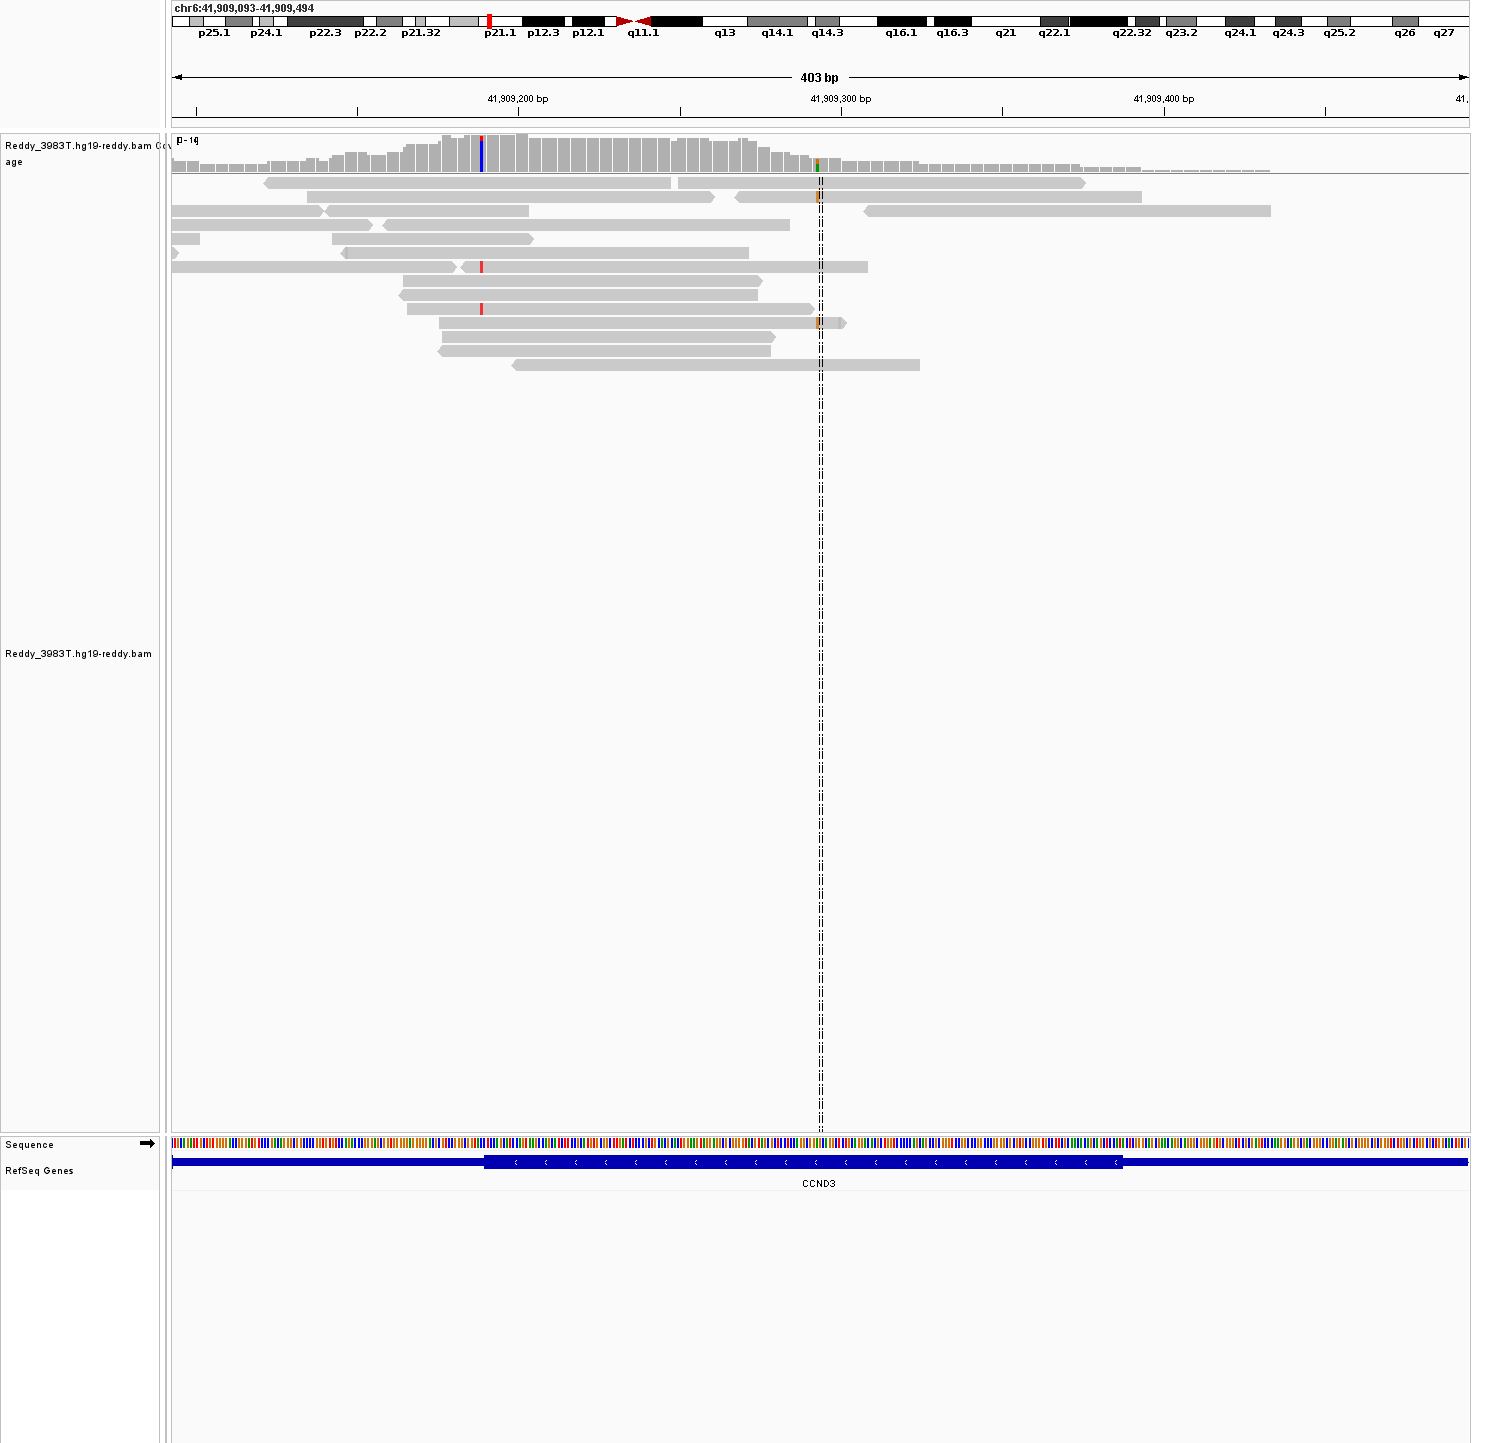 chr6:41,909,093-41,909,494
p25.1 p24.1 p22.3 p22.2 p21.32 p21.1 p12.3 p12.1 q11.1 q13 q14.1 q14.3 q16.1 q16.3 q21 q22.1 q22.32 q23.2 q24.1 q24.3 q25.2 q26 q27
403 bp
41,909,200 bp 41,909,300 bp 41,909,400 bp 41,
Reddy_3983T.hg19-reddy.bam Cov
age
Reddy_3983T.hg19-reddy.bam
Sequence
RefSeq Genes
CCND3